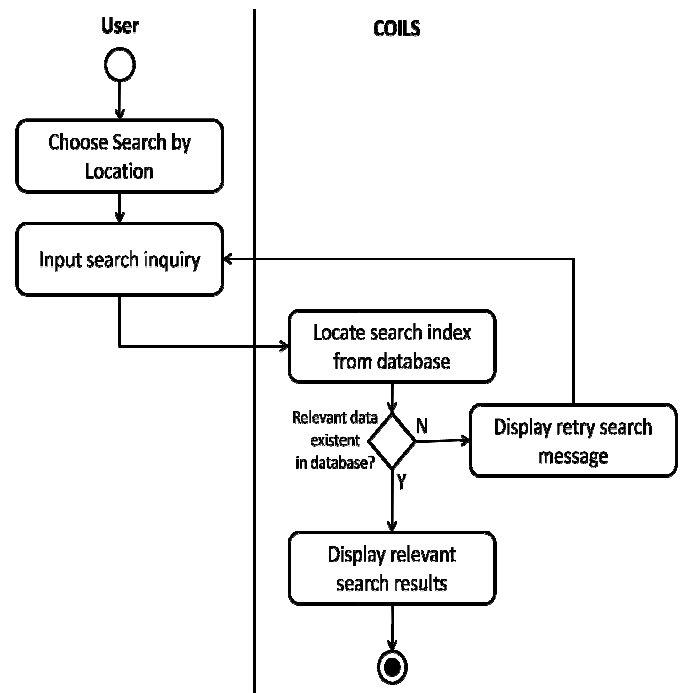 User
COILS
Choose Search by
Location
Input search inquiry
Locate search index
from database
Relevant data
existent
in database?
N
Y
Display retry search
message
Display relevant
search results